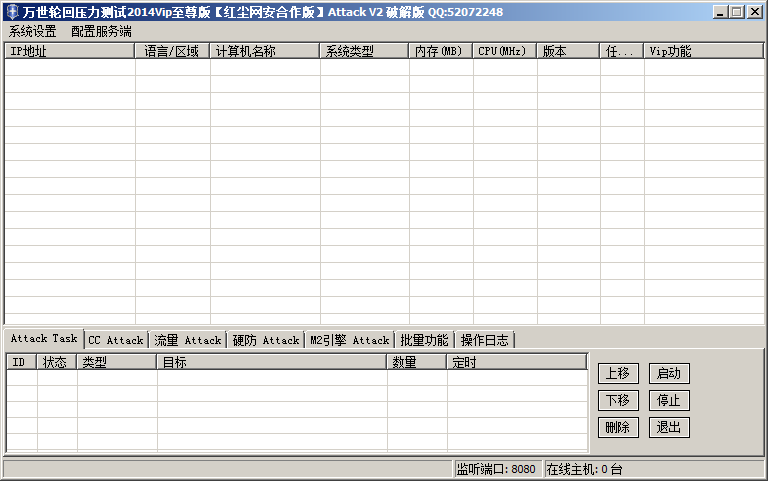 万世轮回压力测试2014Vip至尊版【红尘网安合作版】Attack V2 破解版 QQ:52072248
系统设置 配置服务端
IP地址 语言/区域 计算机名称 系统类型 内存(MB) CPU(MHz) 版本 任... Vip功能
Attack Task CC Attack 流量 Attack 硬防 Attack M2引擎 Attack 批量功能 操作日志
ID 状态 类型 目标 数量 定时
上移 启动
下移 停止
删除 退出
监听端口: 8080 在线主机: 0 台